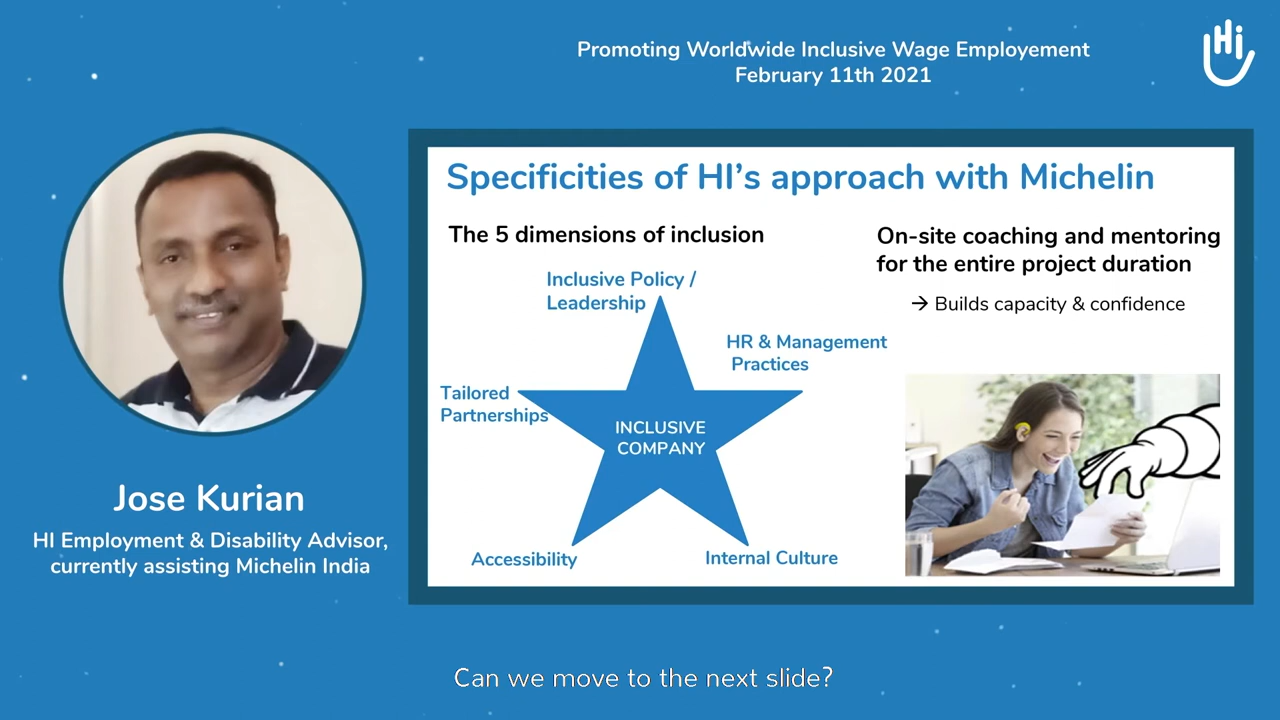 Promoting Worldwide Inclusive Wage Employement
February 11th 2021
Hi
Specificities of HI's approach with Michelin
The 5 dimensions of inclusion
Inclusive Policy /
Leadership
HR & Management
Practices
Tailored
Partnerships
INCLUSIVE
COMPANY
Accessibility
Internal Culture
On-site coaching and mentoring
for the entire project duration
→ Builds capacity & confidence
Jose Kurian
HI Employment & Disability Advisor,
currently assisting Michelin India
Can we move to the next slide?